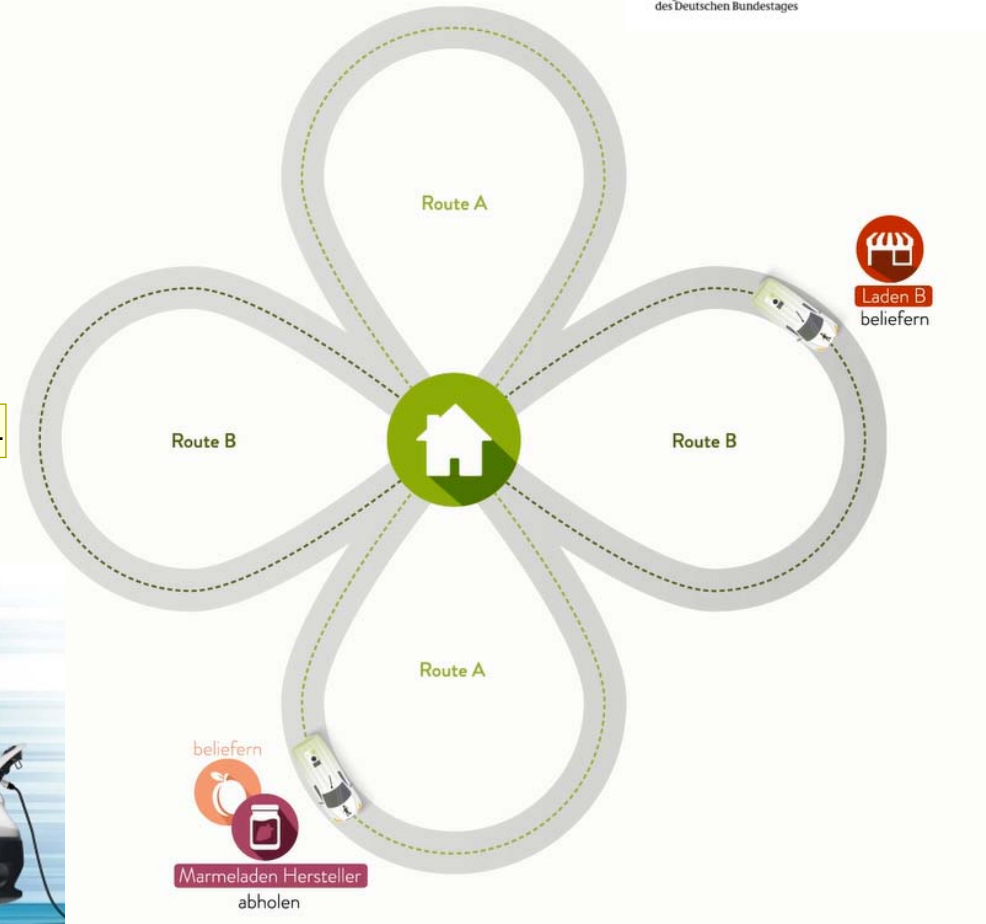 des Deutschen Bundestages
Route A
Laden B
beliefern
Route B
Route B
Route A
beliefern
Marmeladen Hersteller
abholen